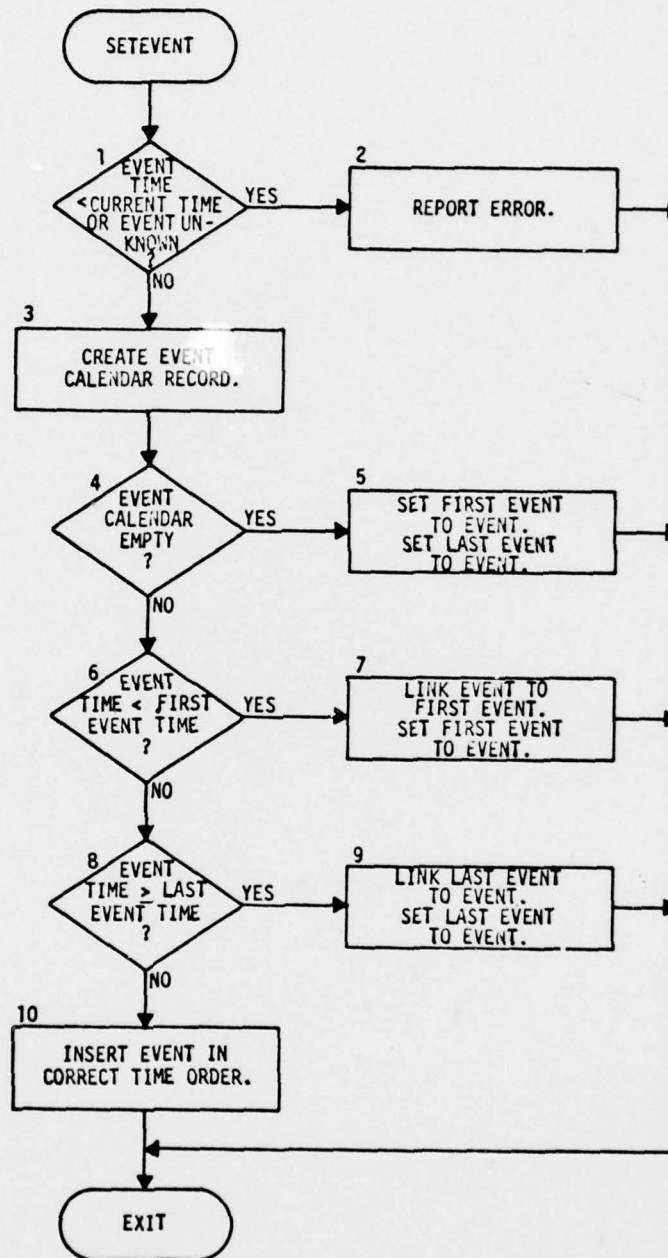 SETEVENT
1
EVENT
TIME
<CURRENT TIME
OR EVENT UN-
KNOWN
?
YES
2
REPORT ERROR.
NO
3
CREATE EVENT
CALENDAR RECORD.
4
EVENT
CALENDAR
EMPTY
?
YES
5
SET FIRST EVENT
TO EVENT.
SET LAST EVENT
TO EVENT.
NO
6
EVENT
TIME < FIRST
EVENT TIME
?
YES
7
LINK EVENT TO
FIRST EVENT.
SET FIRST EVENT
TO EVENT.
NO
8
EVENT
TIME ≥ LAST
EVENT TIME
?
YES
9
LINK LAST EVENT
TO EVENT.
SET LAST EVENT
TO EVENT.
NO
10
INSERT EVENT IN
CORRECT TIME ORDER.
EXIT